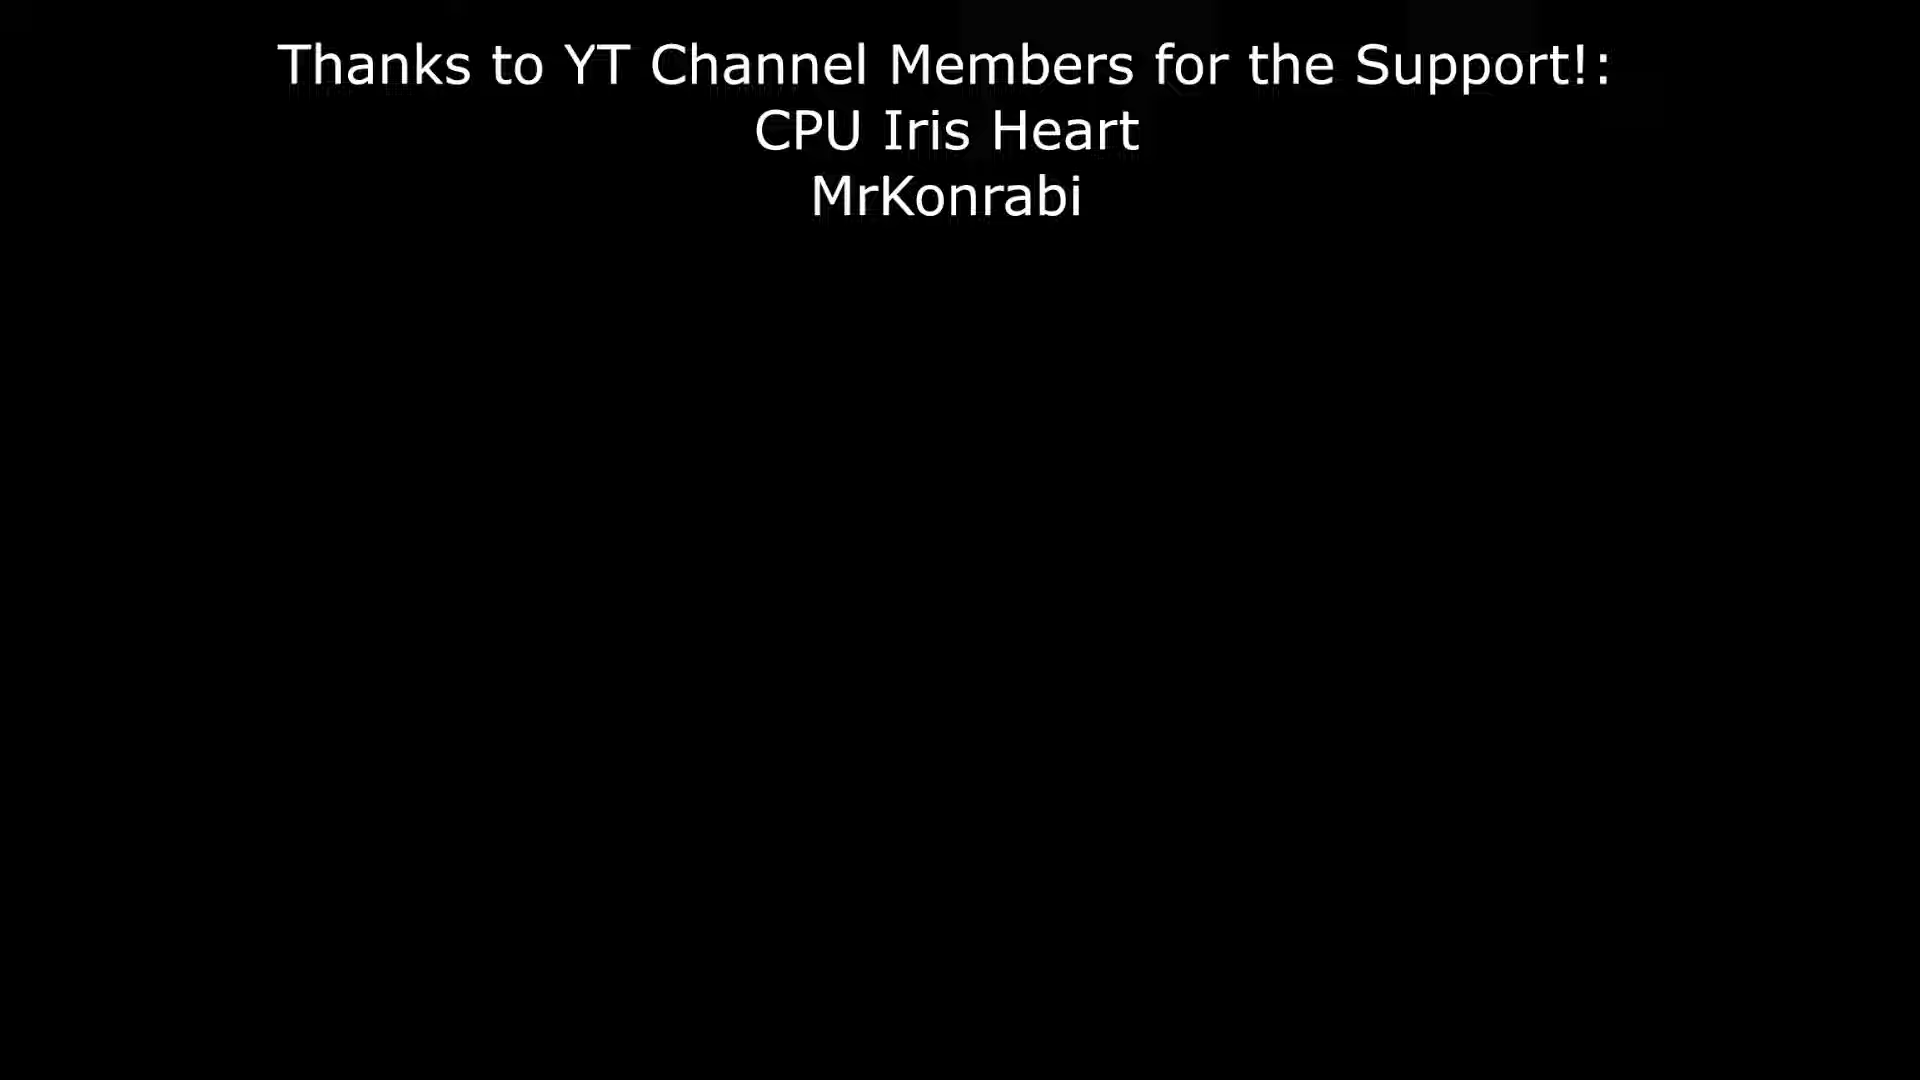 Thanks to YT Channel Members for the Support!:
CPU Iris Heart
MrKonrabi